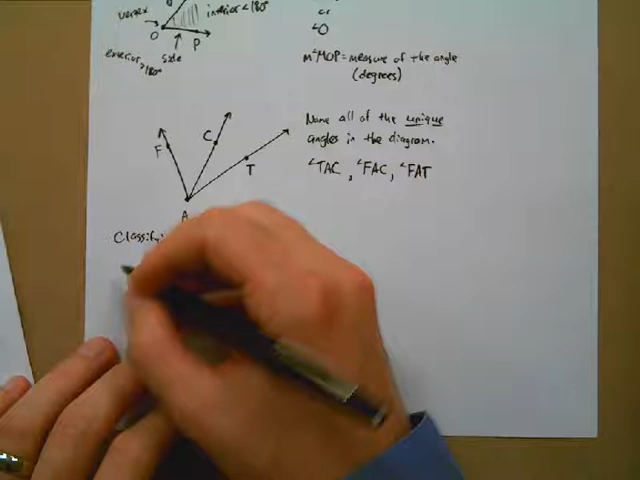 vertex
interior <180°
O
P
exterior >180°
side
or
∠O
m∠MOP = measure of the angle
(degrees)
F
C
T
A
Name all of the unique
angles in the diagram.
∠TAC, ∠FAC, ∠FAT